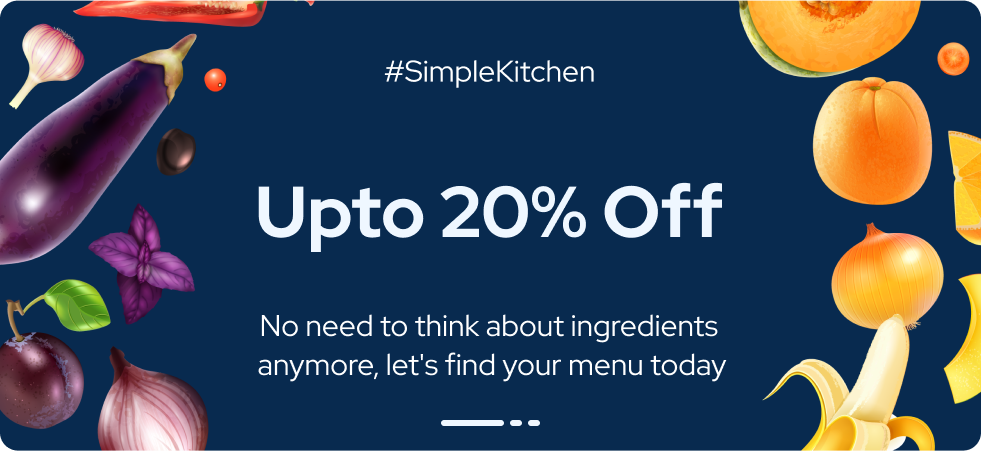 #SimpleKitchen
Upto 20% Off
No need to think about ingredients
anymore, let's find your menu today